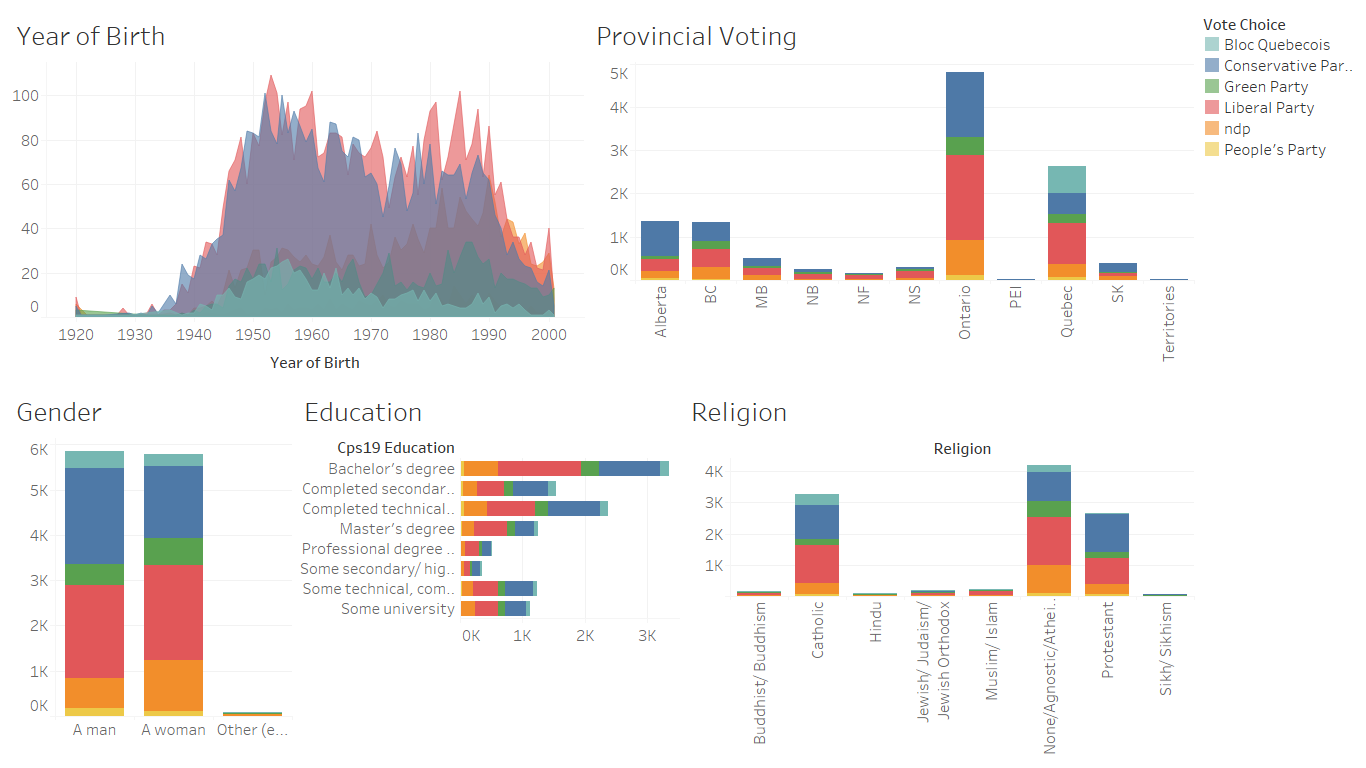 Year of Birth
100
80
60
40
20
0
1920 1930 1940 1950 1960 1970 1980 1990 2000
Year of Birth
Provincial Voting
5K
4K
3K
2K
1K
0K
Alberta
BC
MB
NB
NF
NS
Ontario
PEI
Quebec
SK
Territories
Vote Choice
Bloc Quebecois
Conservative Par..
Green Party
Liberal Party
ndp
People's Party
Gender
6K
5K
4K
3K
2K
1K
0K
A man A woman Other (e...
Education
Cps19 Education
Bachelor's degree
Completed secondar..
Completed technical..
Master's degree
Professional degree ..
Some secondary/ hig..
Some technical, com..
Some university
0K 1K 2K 3K
Religion
Religion
4K
3K
2K
1K
Buddhist/ Buddhism
Catholic
Hindu
Jewish/ Judaism/
Jewish Orthodox
Muslim/ Islam
None/Agnostic/Athei..
Protestant
Sikh/ Sikhism